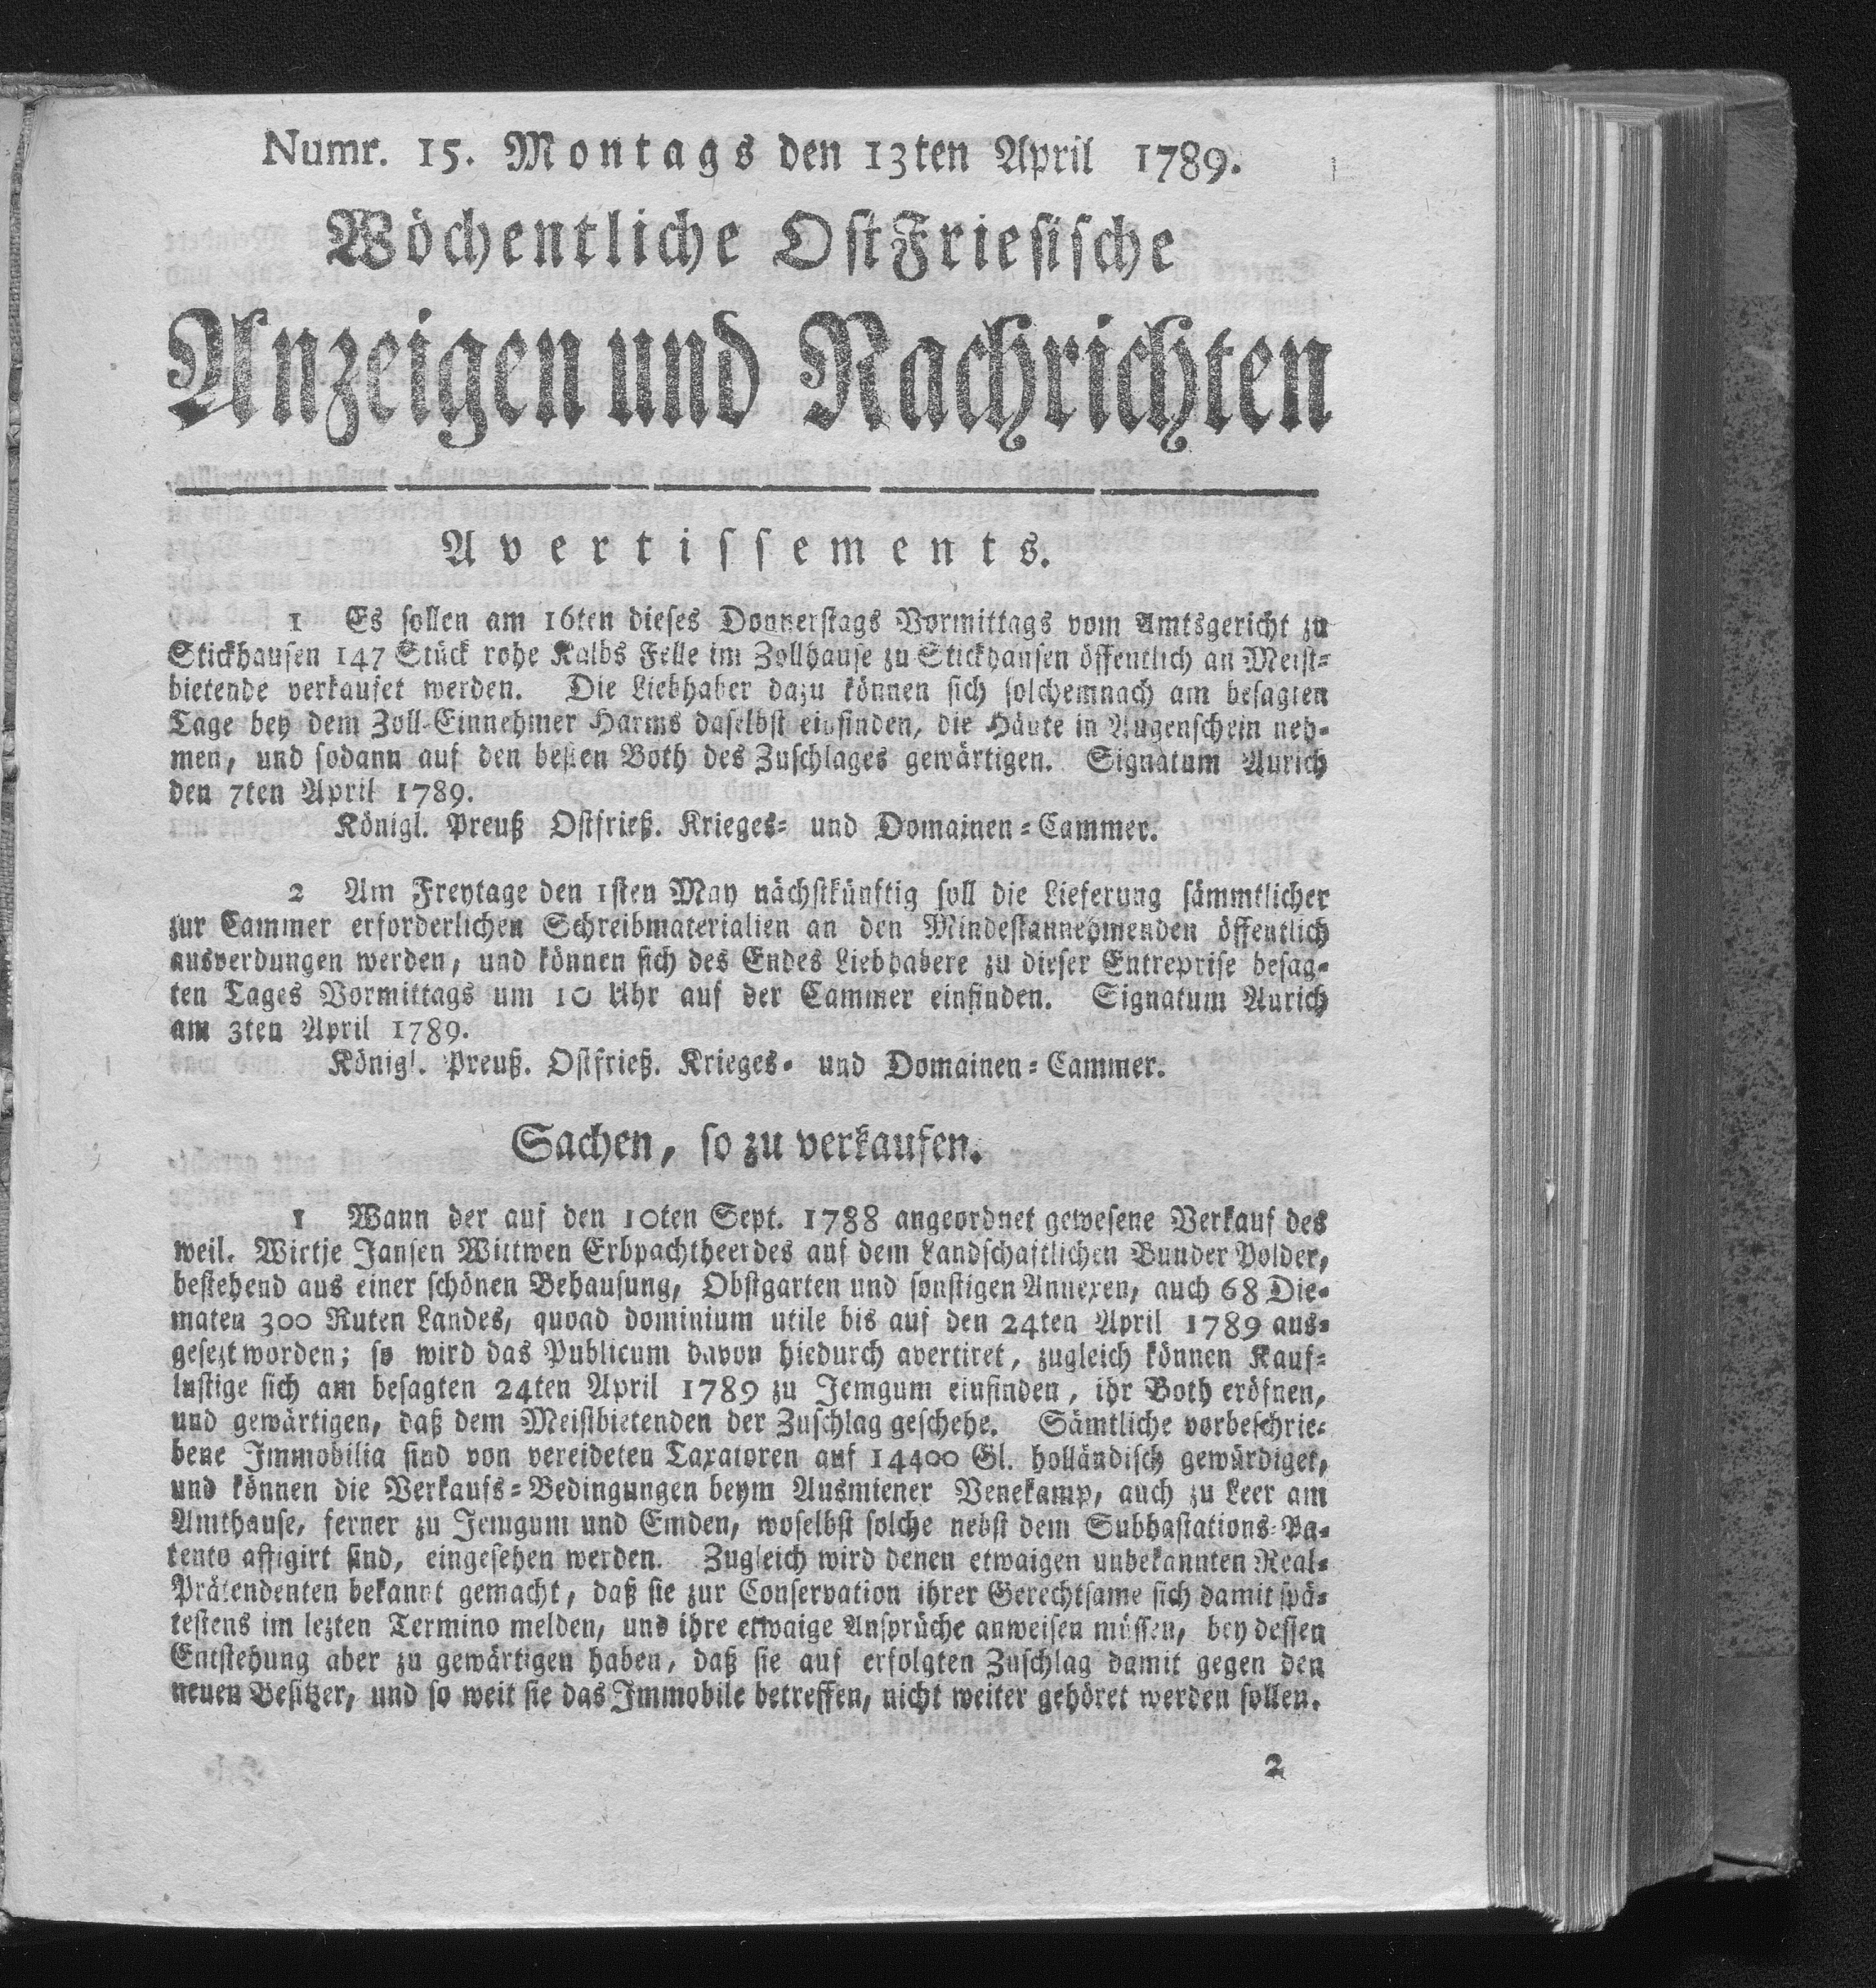 Numr. 15. Montags den 13ten April 1789.
Wöchentliche OstFriesische
Anzeigen und Nachrichten
Avertissements.
1 Es sollen am 16ten dieses Donnerstags Vormittags vom Amtsgericht zu
Stickhausen 147 Stück rohe Kalbs Felle im Zollhause zu Stickhausen öffentlich an Meist=
bietende verkaufet werden. Die Liebhaber dazu können sich solchemnach am besagten
Tage bey dem Zoll-Einnehmer Harms daselbst einfinden, die Häute in Augenschein neh-
men, und sodann auf den besten Both des Zuschlages gewärtigen. Signatum Aurich
den 7ten April 1789.
Königl. Preuß Ostfrieß. Krieges= und Domainen=Cammer.
2 Am Freytage den 1sten May nächstkünftig soll die Lieferung sämmtlicher
zur Cammer erforderlichen Schreibmaterialien an den Mindestannehmenden öffentlich
ausverdungen werden, und können sich des Endes Liebhabere zu dieser Entreprise besag-
ten Tages Vormittags um 10 Uhr auf der Cammer einfinden. Signatum Aurich
am 3ten April 1789.
Königl. Preuß. Ostfrieß. Krieges- und Domainen=Cammer.
Sachen, so zu verkaufen.
1 Wann der auf den 10ten Sept. 1788 angeordnet gewesene Verkauf des
weil. Wirtje Jansen Wittwen Erbpachtheerdes auf dem Landschaftlichen Bunder Polder,
bestehend aus einer schönen Behausung, Obstgarten und sonstigen Annexen, auch 68 Die-
maten 300 Ruten Landes, quoad dominium utile bis auf den 24ten April 1789 aus=
gesezt worden; so wird das Publicum davon hiedurch avertiret, zugleich können Kauf=
lustige sich am besagten 24ten April 1789 zu Jemgum einfinden, ihr Both eröfnen,
und gewärtigen, daß dem Meistbietenden der Zuschlag geschehe. Sämtliche vorbeschrie=
bene Immobilia sind von vereideten Taxatoren auf 14400 Gl. holländisch gewürdiget,
und können die Verkaufs=Bedingungen beym Ausmiener Venekamp, auch zu Leer am
Amthause, ferner zu Jemgum und Emden, woselbst solche nebst dem Subhastations=Pa-
tento affigirt sind, eingesehen werden. Zugleich wird denen etwaigen unbekannten Real=
Prätendenten bekannt gemacht, daß sie zur Conservation ihrer Gerechtsame sich damit spä=
testens im lezten Termino melden, und ihre etwaige Ansprüche anweisen müssen, bey dessen
Entstehung aber zu gewärtigen haben, daß sie auf erfolgten Zuschlag damit gegen den
neuen Besitzer, und so weit sie das Immobile betreffen, nicht weiter gehöret werden sollen.
2